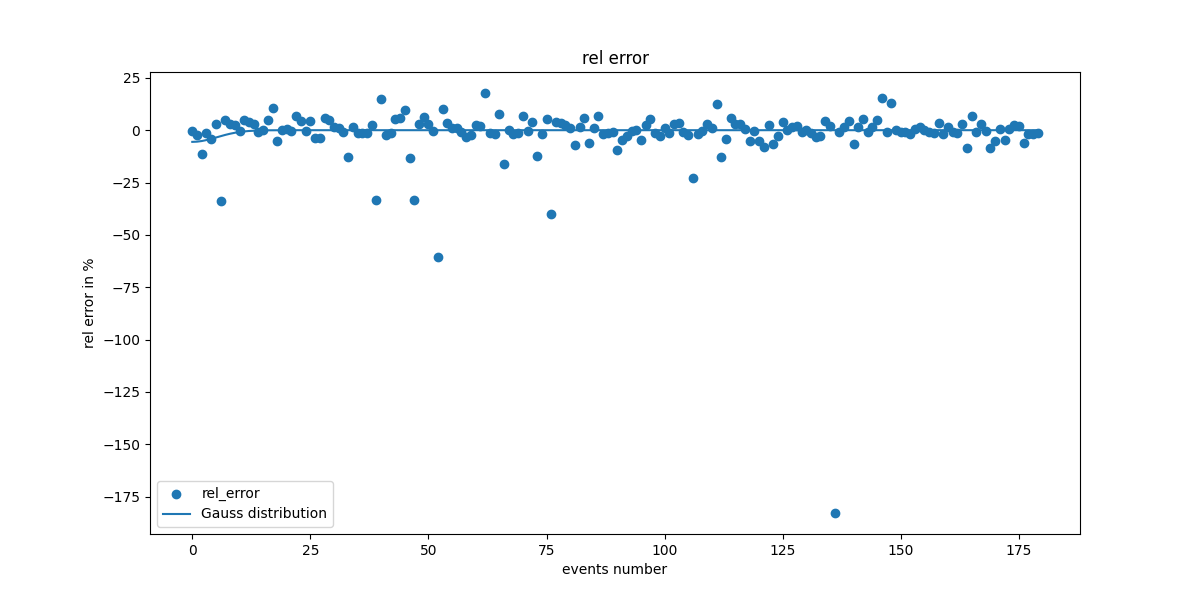 rel error
25
0
−25
−50
−75
−100
−125
−150
−175
rel error in %
rel_error
Gauss distribution
0 25 50 75 100 125 150 175
events number